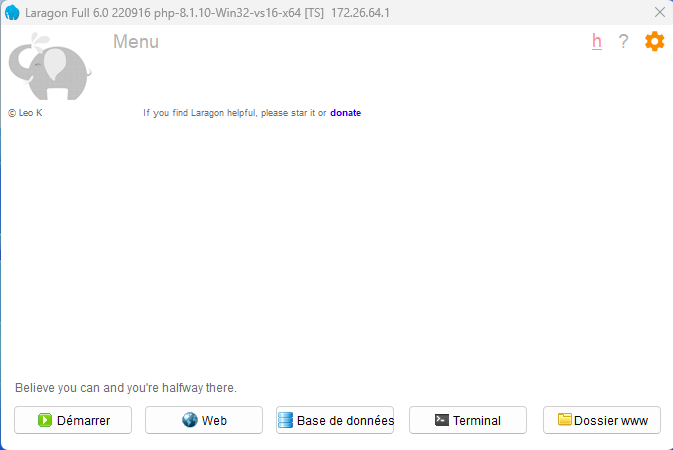 Laragon Full 6.0 220916 php-8.1.10-Win32-vs16-x64 [TS] 172.26.64.1
Menu
h ?
© Leo K
If you find Laragon helpful, please star it or donate
Believe you can and you're halfway there.
Démarrer
Web
Base de données
Terminal
Dossier www